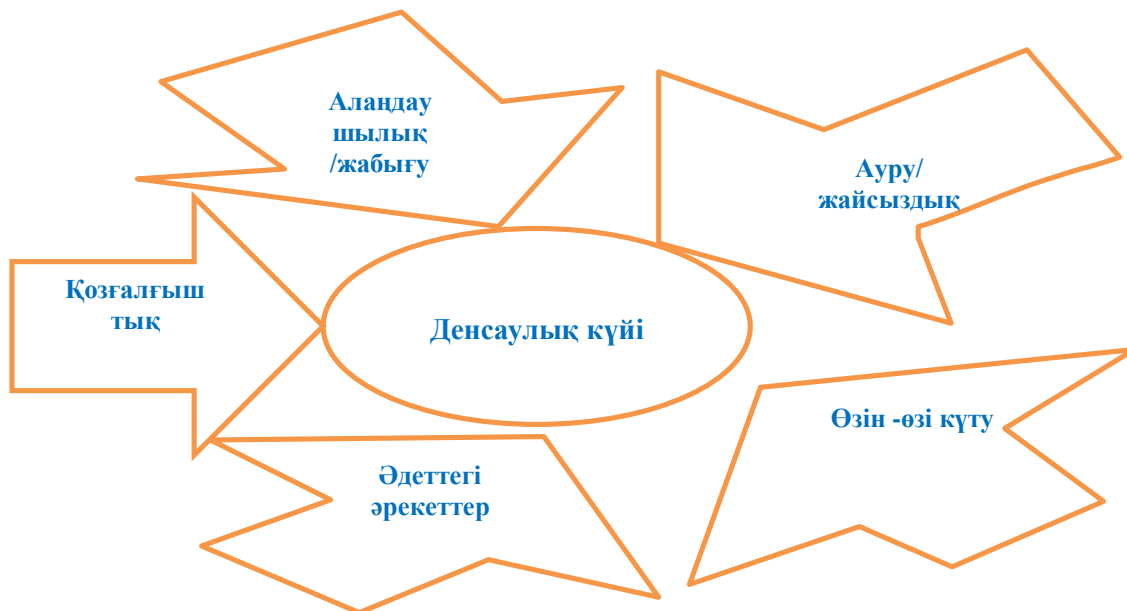 Алаңдау
шылық
/жабығу
Ауру/
жайсыздық
Қозғалғыш
тық
Денсаулық күйі
Өзін -өзі күту
Әдеттегі
әрекеттер